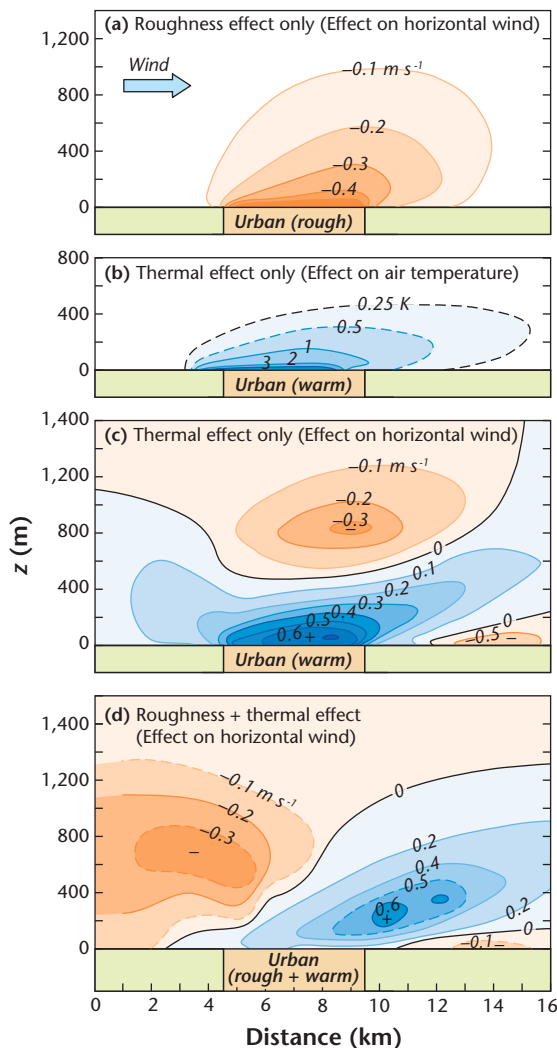 (a) Roughness effect only (Effect on horizontal wind)
1,200
Wind
–0.1 m s⁻¹
800
–0.2
400
–0.3
–0.4
0
Urban (rough)
800
(b) Thermal effect only (Effect on air temperature)
0.25 K
400
0.5
1
2
3
0
Urban (warm)
1,400
(c) Thermal effect only (Effect on horizontal wind)
–0.1 m s⁻¹
1,200
–0.2
–0.3
800
–
0
0.1
400
0.2
0.3
0.4
0.5
0.6 +
0
–0.5 –
0
Urban (warm)
z (m)
(d) Roughness + thermal effect
(Effect on horizontal wind)
1,400
–0.1 m s⁻¹
1,200
0
–0.2
–0.3
800
–
0.2
0.4
0.5
400
0.6
+
0.2
0
–0.1 –
0
Urban
(rough + warm)
0 2 4 6 8 10 12 14 16
Distance (km)